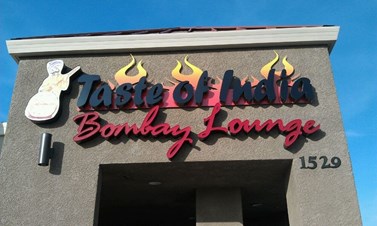 Taste of India
Bombay Lounge
1529